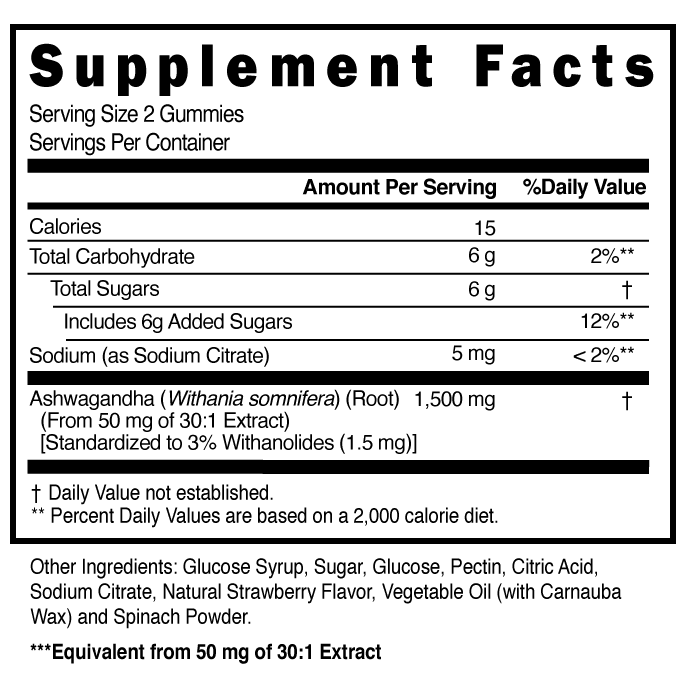 Supplement Facts
Serving Size 2 Gummies
Servings Per Container
Amount Per Serving %Daily Value
Calories 15
Total Carbohydrate 6 g 2%**
Total Sugars 6 g †
Includes 6g Added Sugars 12%**
Sodium (as Sodium Citrate) 5 mg < 2%**
Ashwagandha (Withania somnifera) (Root) 1,500 mg †
(From 50 mg of 30:1 Extract)
[Standardized to 3% Withanolides (1.5 mg)]
† Daily Value not established.
** Percent Daily Values are based on a 2,000 calorie diet.
Other Ingredients: Glucose Syrup, Sugar, Glucose, Pectin, Citric Acid,
Sodium Citrate, Natural Strawberry Flavor, Vegetable Oil (with Carnauba
Wax) and Spinach Powder.
***Equivalent from 50 mg of 30:1 Extract